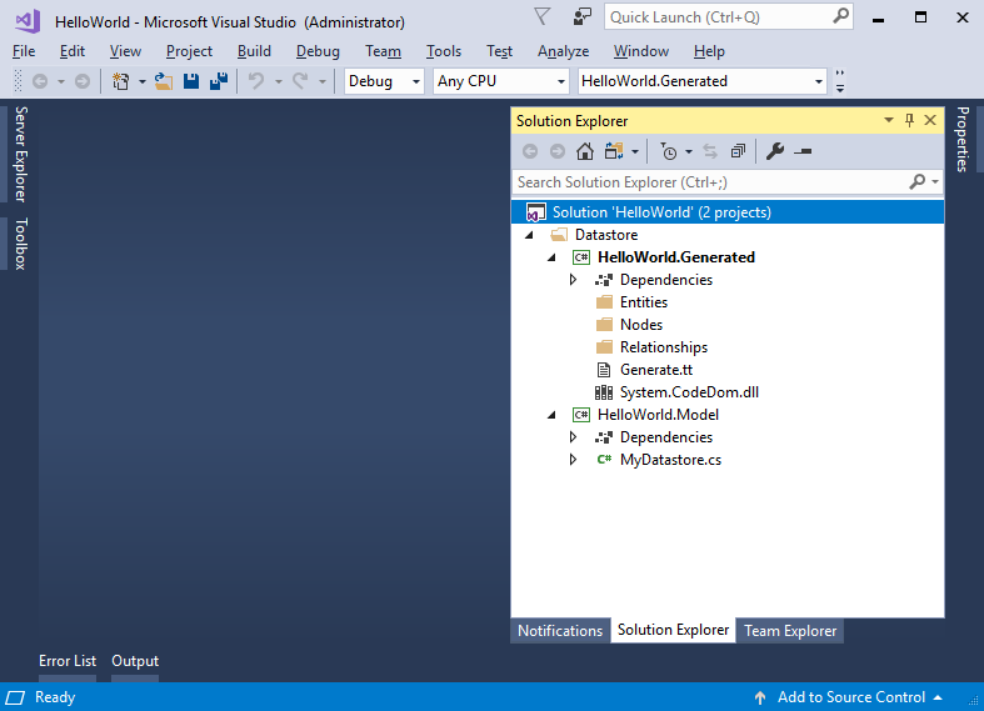 HelloWorld - Microsoft Visual Studio (Administrator)
Quick Launch (Ctrl+Q)
File Edit View Project Build Debug Team Tools Test Analyze Window Help
Debug Any CPU HelloWorld.Generated
Server Explorer
Toolbox
Solution Explorer
Search Solution Explorer (Ctrl+;)
Solution 'HelloWorld' (2 projects)
Datastore
C# HelloWorld.Generated
Dependencies
Entities
Nodes
Relationships
Generate.tt
System.CodeDom.dll
C# HelloWorld.Model
Dependencies
C# MyDatastore.cs
Properties
Notifications Solution Explorer Team Explorer
Error List Output
Ready Add to Source Control